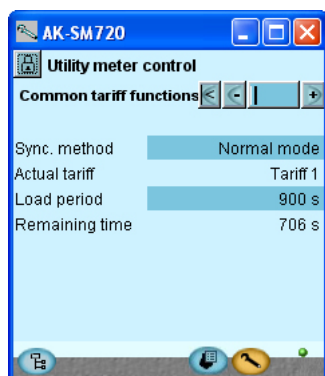 AK-SM720
Utility meter control
Common tariff functions
Sync. method Normal mode
Actual tariff Tariff 1
Load period 900 s
Remaining time 706 s